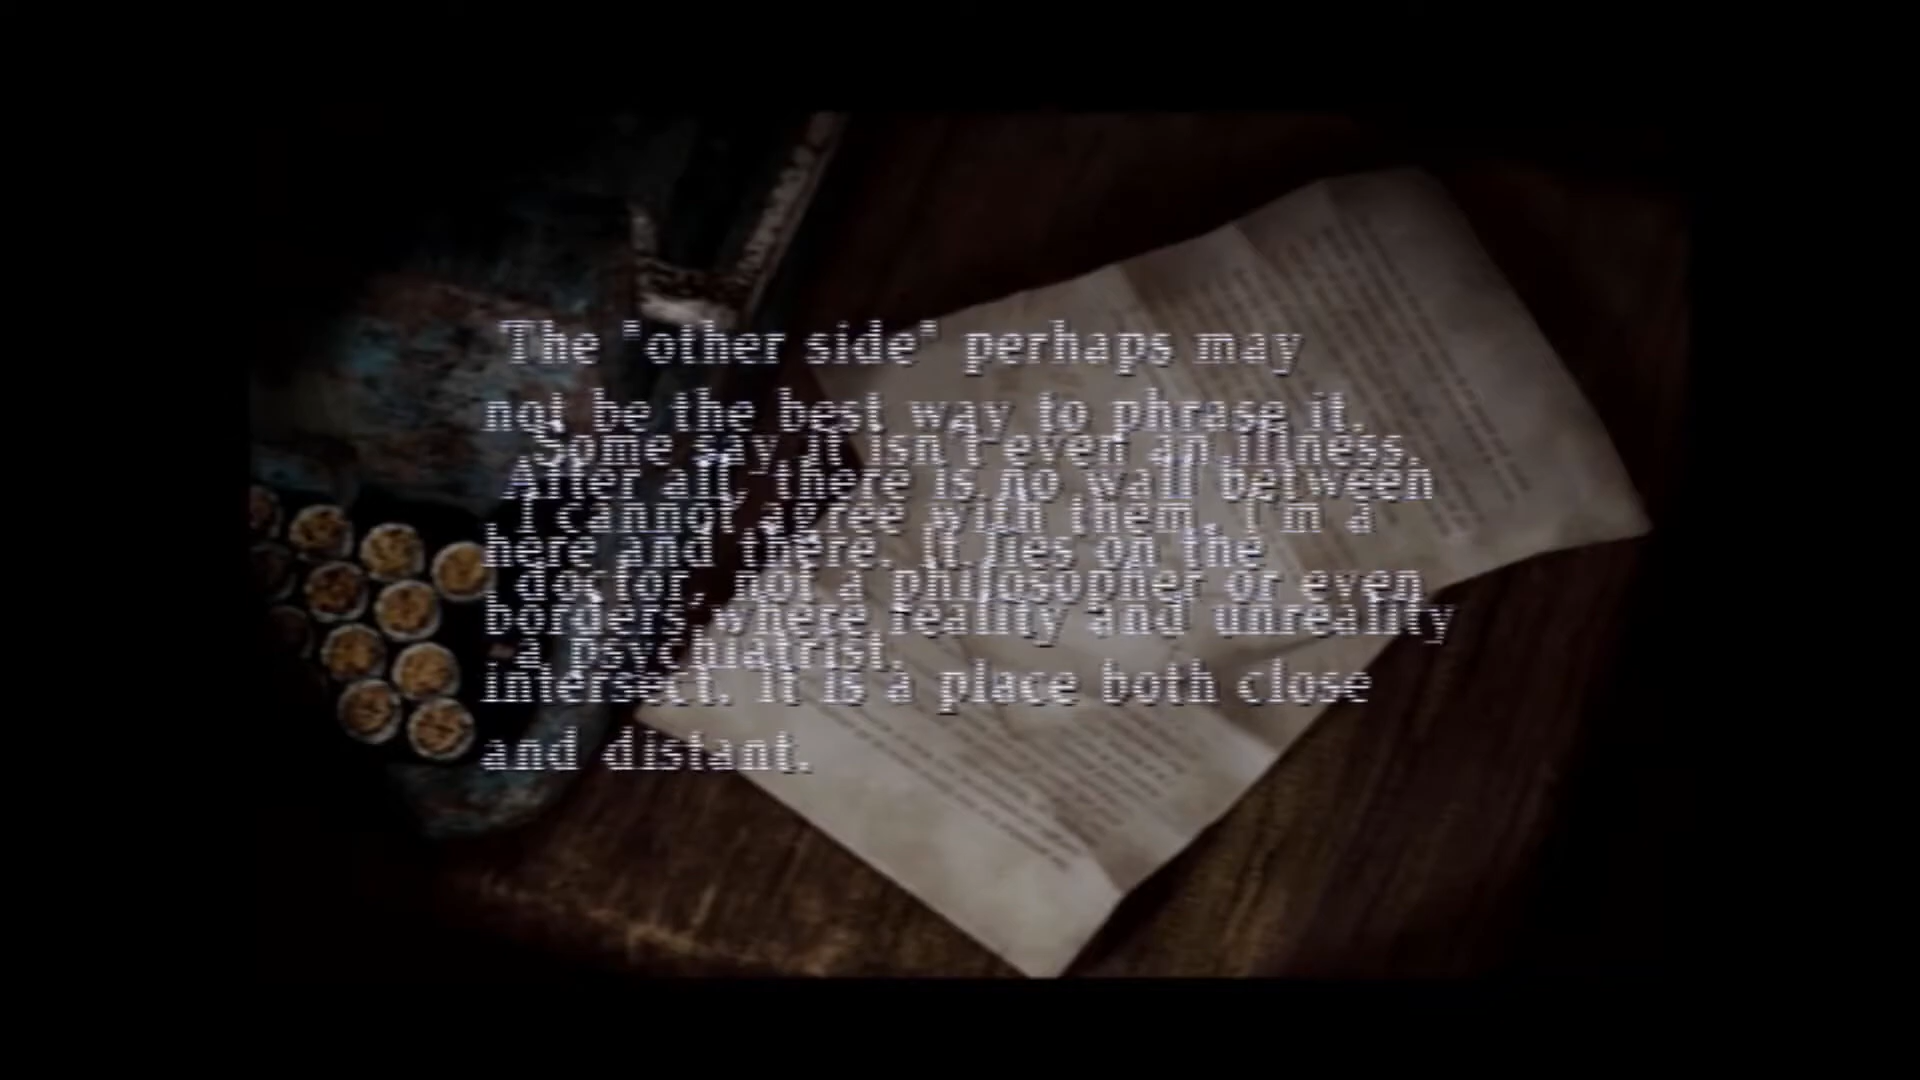 The "other side" perhaps may
not be the best way to phrase it.
After all, there is no wall between
here and there. It lies on the
borders where reality and unreality
intersect. It is a place both close
and distant.
Some say it isn't even an illness.
I cannot agree with them. I'm a
doctor, not a philosopher or even
a psychiatrist.